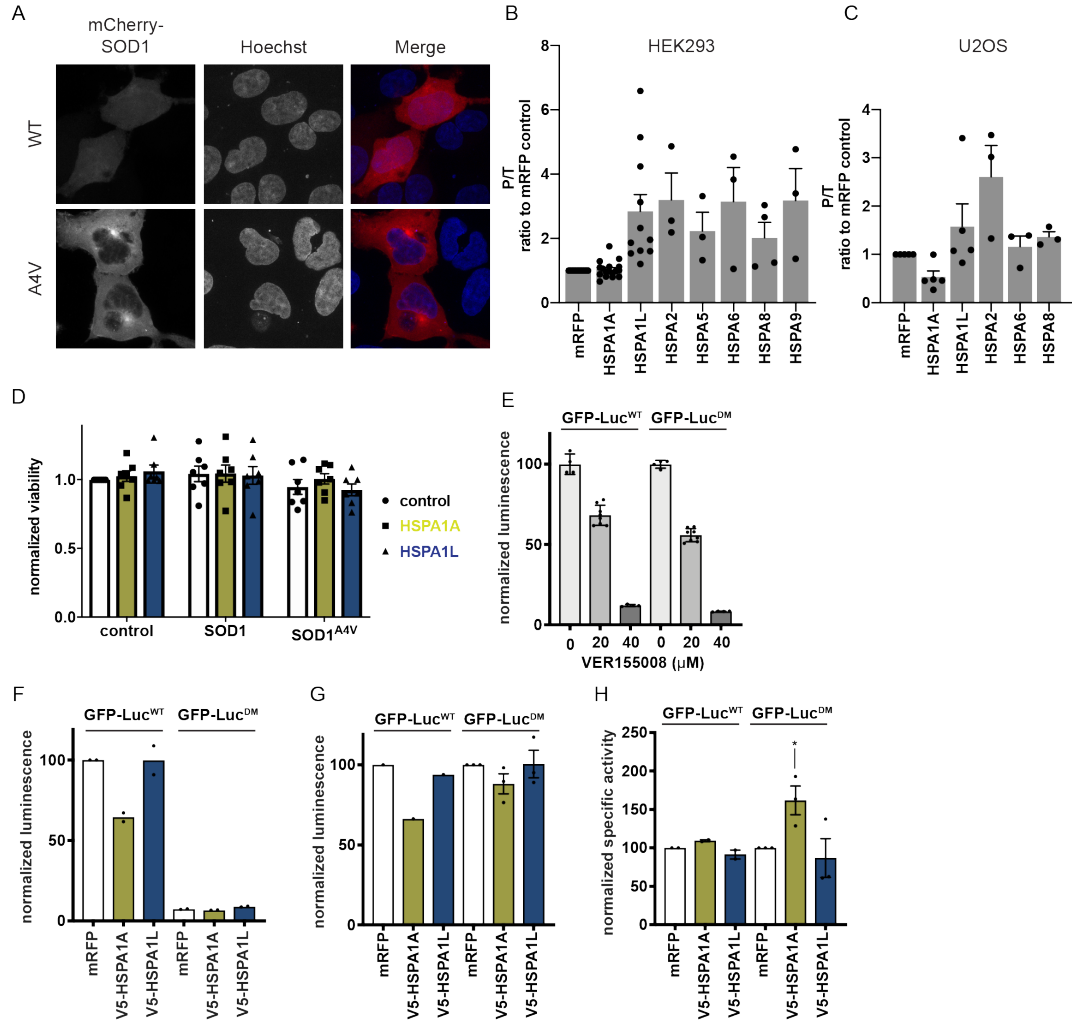 A
mCherry-
SOD1
Hoechst
Merge
WT
A4V
B
HEK293
P/T
ratio to mRFP control
8
6
4
2
0
mRFP
HSPA1A
HSPA1L
HSPA2
HSPA5
HSPA6
HSPA8
HSPA9
C
U2OS
P/T
ratio to mRFP control
4
3
2
1
0
mRFP
HSPA1A
HSPA1L
HSPA2
HSPA6
HSPA8
D
normalized viability
1.0
0.5
0.0
control
SOD1
SOD1A4V
control
HSPA1A
HSPA1L
E
GFP-LucWT
GFP-LucDM
normalized luminescence
100
50
0
0
20
40
0
20
40
VER155008 (µM)
F
GFP-LucWT
GFP-LucDM
normalized luminescence
100
50
0
mRFP
V5-HSPA1A
V5-HSPA1L
mRFP
V5-HSPA1A
V5-HSPA1L
G
GFP-LucWT
GFP-LucDM
normalized luminescence
100
50
0
mRFP
V5-HSPA1A
V5-HSPA1L
mRFP
V5-HSPA1A
V5-HSPA1L
H
GFP-LucWT
GFP-LucDM
normalized specific activity
250
200
150
100
50
0
*
mRFP
V5-HSPA1A
V5-HSPA1L
mRFP
V5-HSPA1A
V5-HSPA1L